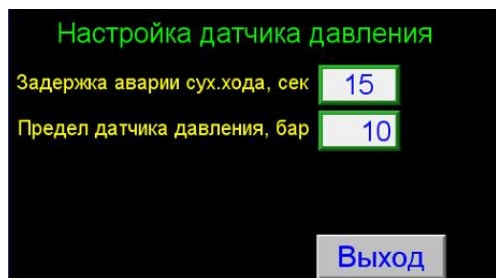 Настройка датчика давления
Задержка аварии сух.хода, сек 15
Предел датчика давления, бар 10
Выход